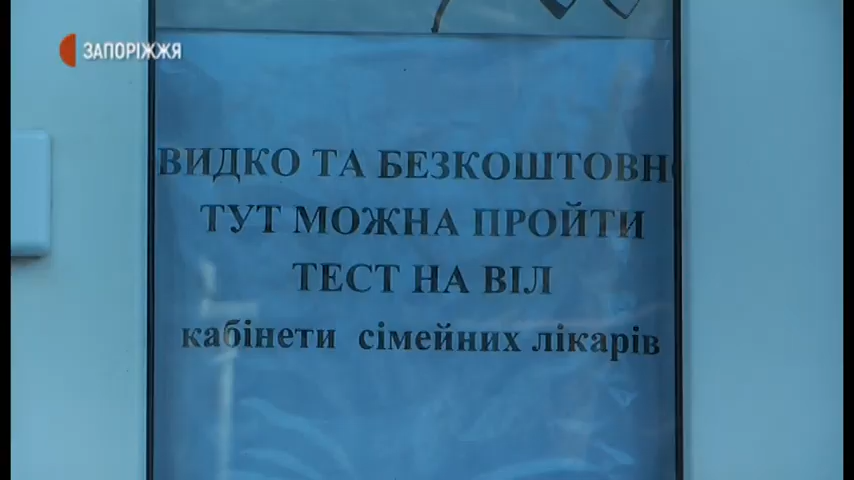 ЗАПОРІЖЖЯ
ВИДКО ТА БЕЗКОШТОВН
ТУТ МОЖНА ПРОЙТИ
ТЕСТ НА ВІЛ
кабінети сімейних лікарів